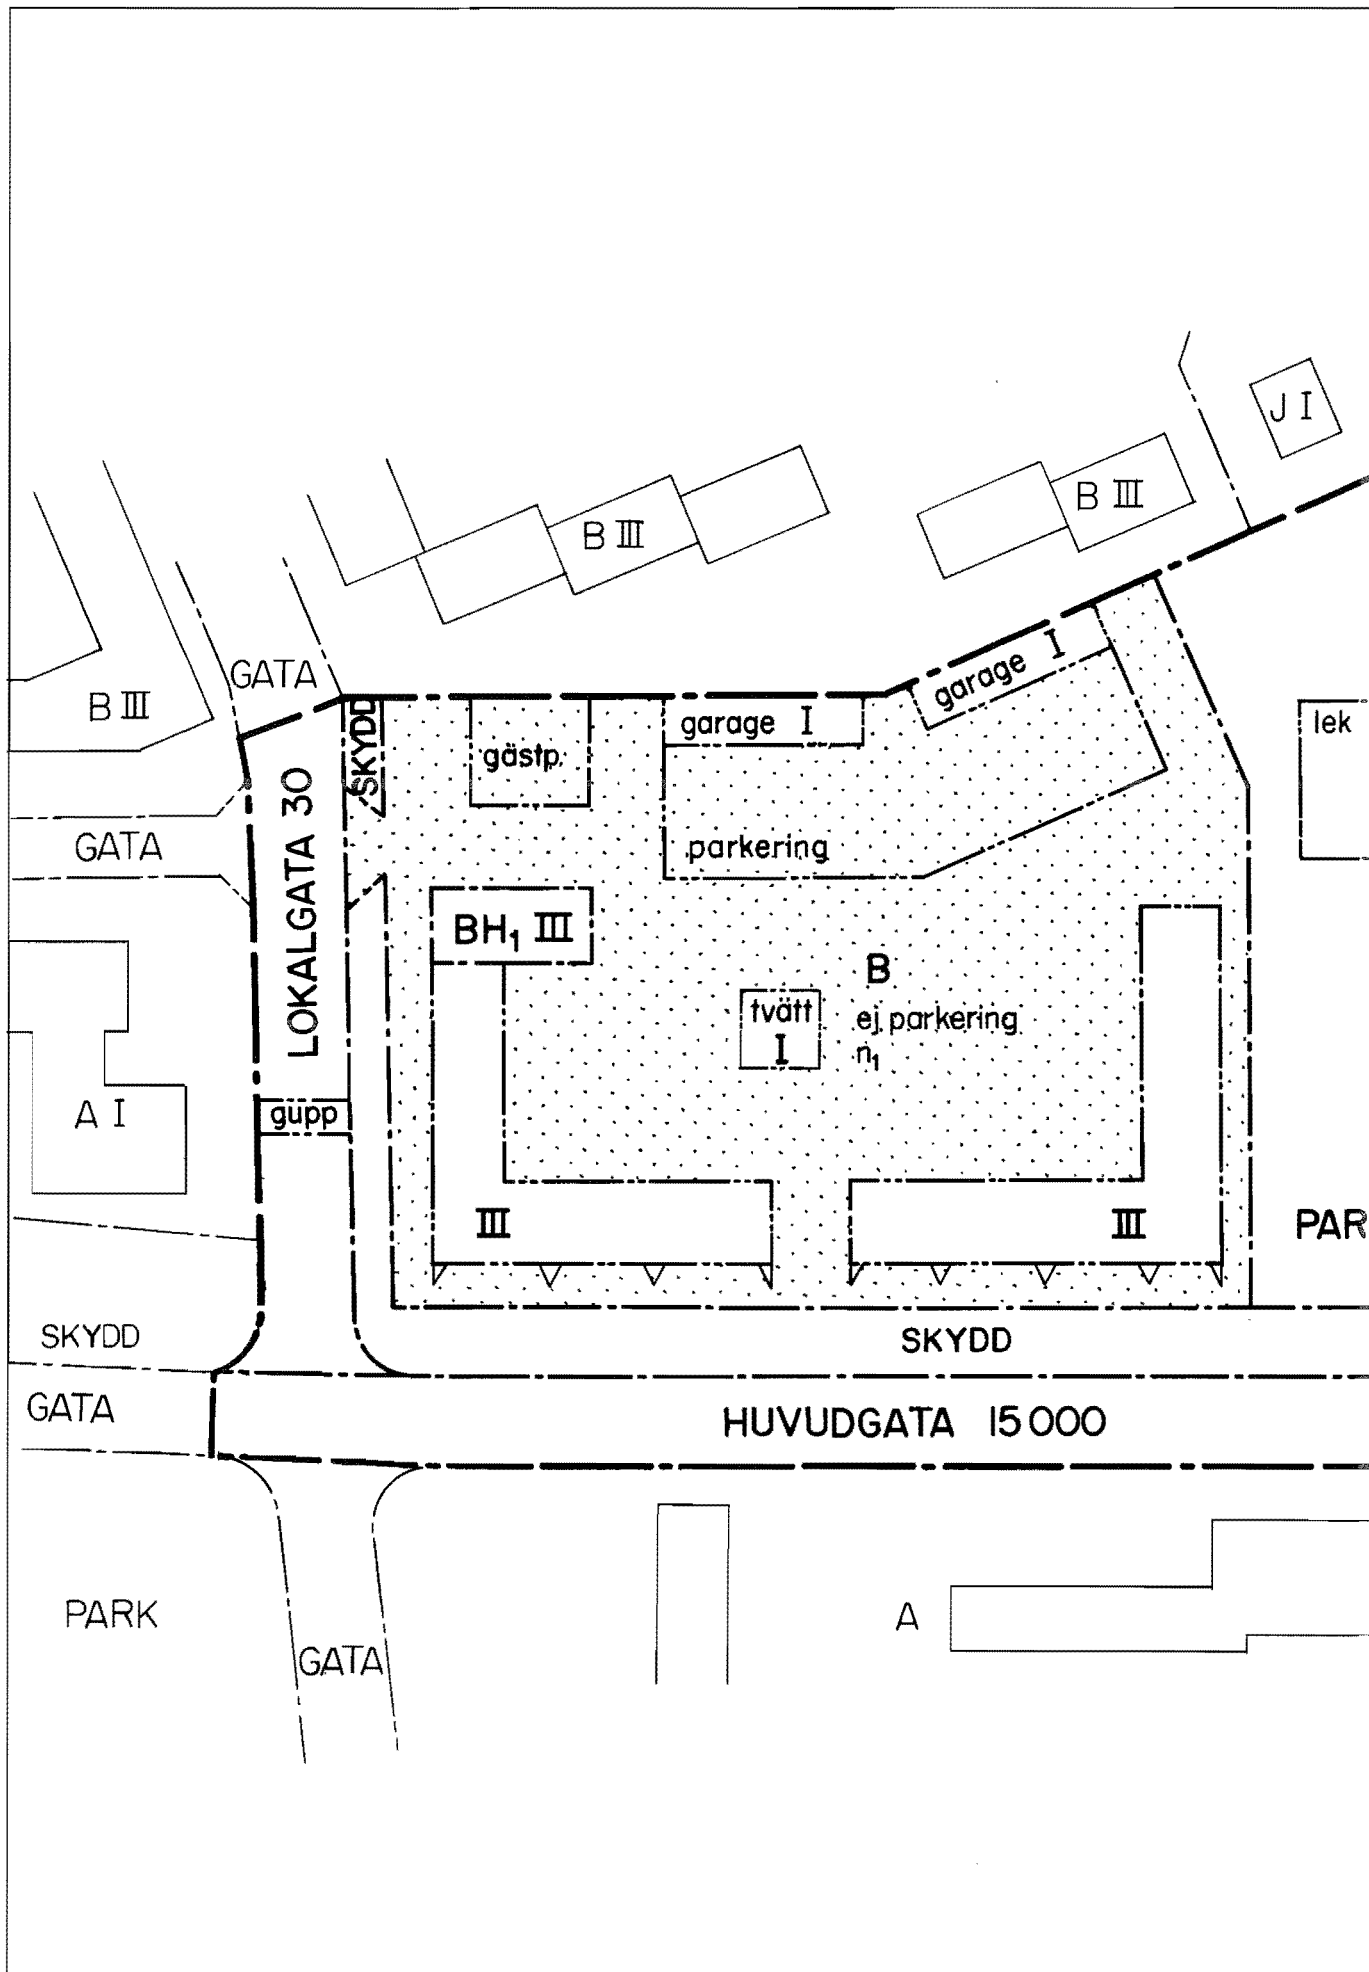 J I
B III
B III
GATA
B III
SKYDD
garage I
garage I
lek
gästp.
LOKALGATA 30
GATA
parkering
BH₁ III
B
tvätt
I
ej parkering
n₁
A I
gupp
III
III
PAR
SKYDD
SKYDD
GATA
HUVUDGATA 15 000
PARK
A
GATA